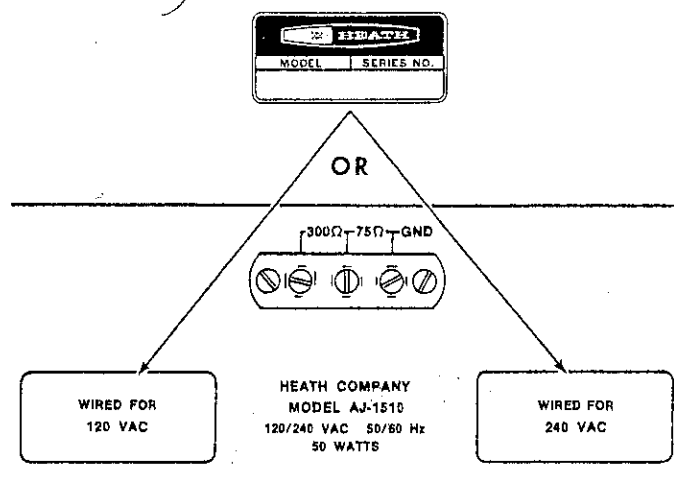 HEATH
MODEL SERIES NO.
OR
300Ω 75Ω GND
WIRED FOR
120 VAC
HEATH COMPANY
MODEL AJ-1510
120/240 VAC 50/60 Hz
50 WATTS
WIRED FOR
240 VAC